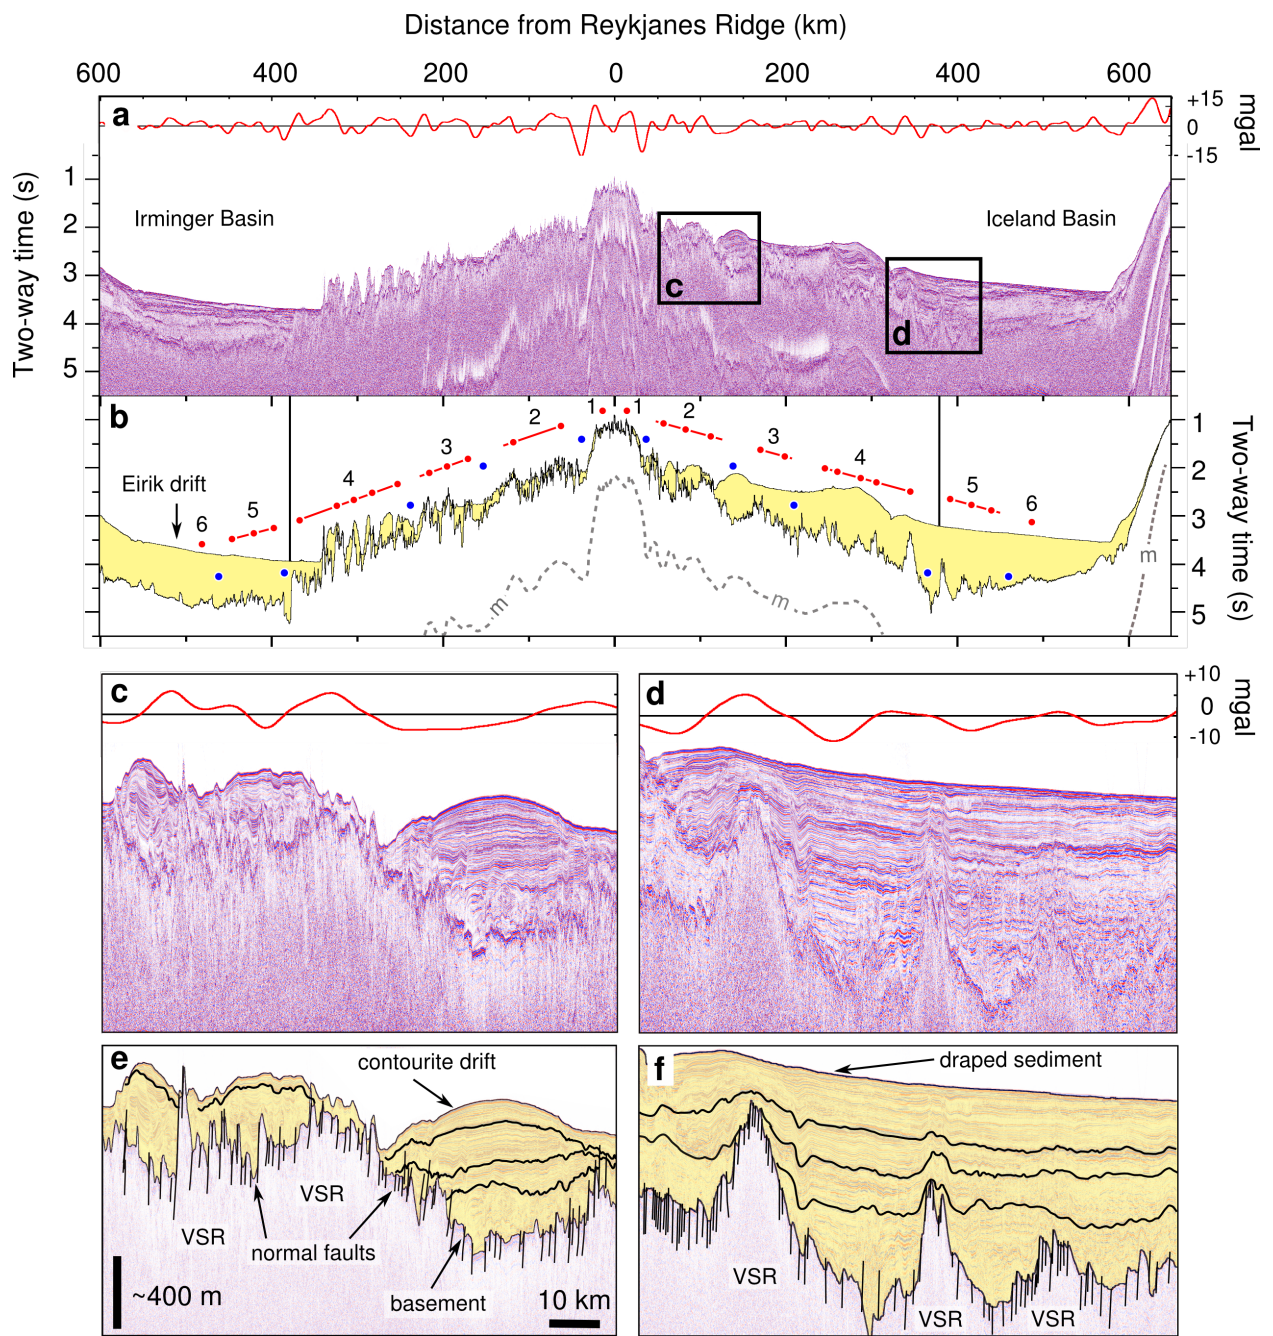 Distance from Reykjanes Ridge (km)
600 400 200 0 200 400 600
a
+15
0
-15
mgal
Two-way time (s)
1
2
3
4
5
Irminger Basin
Iceland Basin
c
d
b
1 1
2 2
3 3
4 4
5 5
6 6
Eirik drift
m
m
m
1
2
3
4
5
Two-way time (s)
c
d
+10
0
-10
mgal
e
contourite drift
VSR
VSR
normal faults
basement
~400 m
10 km
f
draped sediment
VSR
VSR
VSR